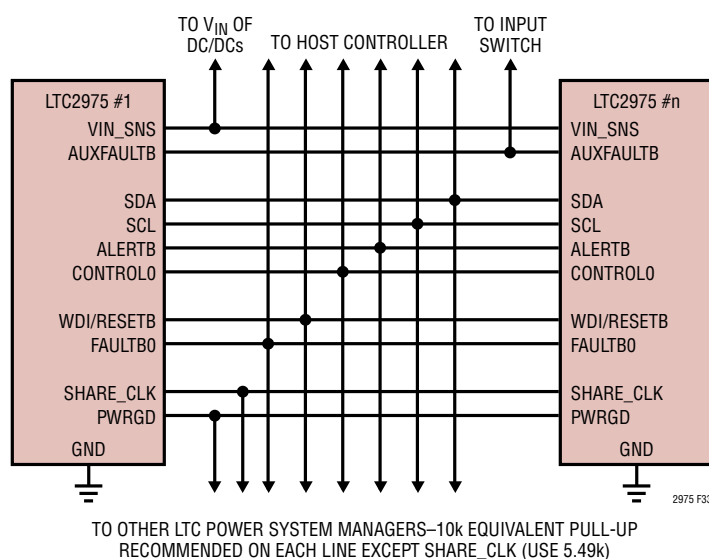 TO VIN OF
DC/DCs
TO HOST CONTROLLER
TO INPUT
SWITCH
LTC2975 #1
VIN_SNS
AUXFAULTB
SDA
SCL
ALERTB
CONTROL0
WDI/RESETB
FAULTB0
SHARE_CLK
PWRGD
GND
LTC2975 #n
VIN_SNS
AUXFAULTB
SDA
SCL
ALERTB
CONTROL0
WDI/RESETB
FAULTB0
SHARE_CLK
PWRGD
GND
2975 F33
TO OTHER LTC POWER SYSTEM MANAGERS–10k EQUIVALENT PULL-UP
RECOMMENDED ON EACH LINE EXCEPT SHARE_CLK (USE 5.49k)